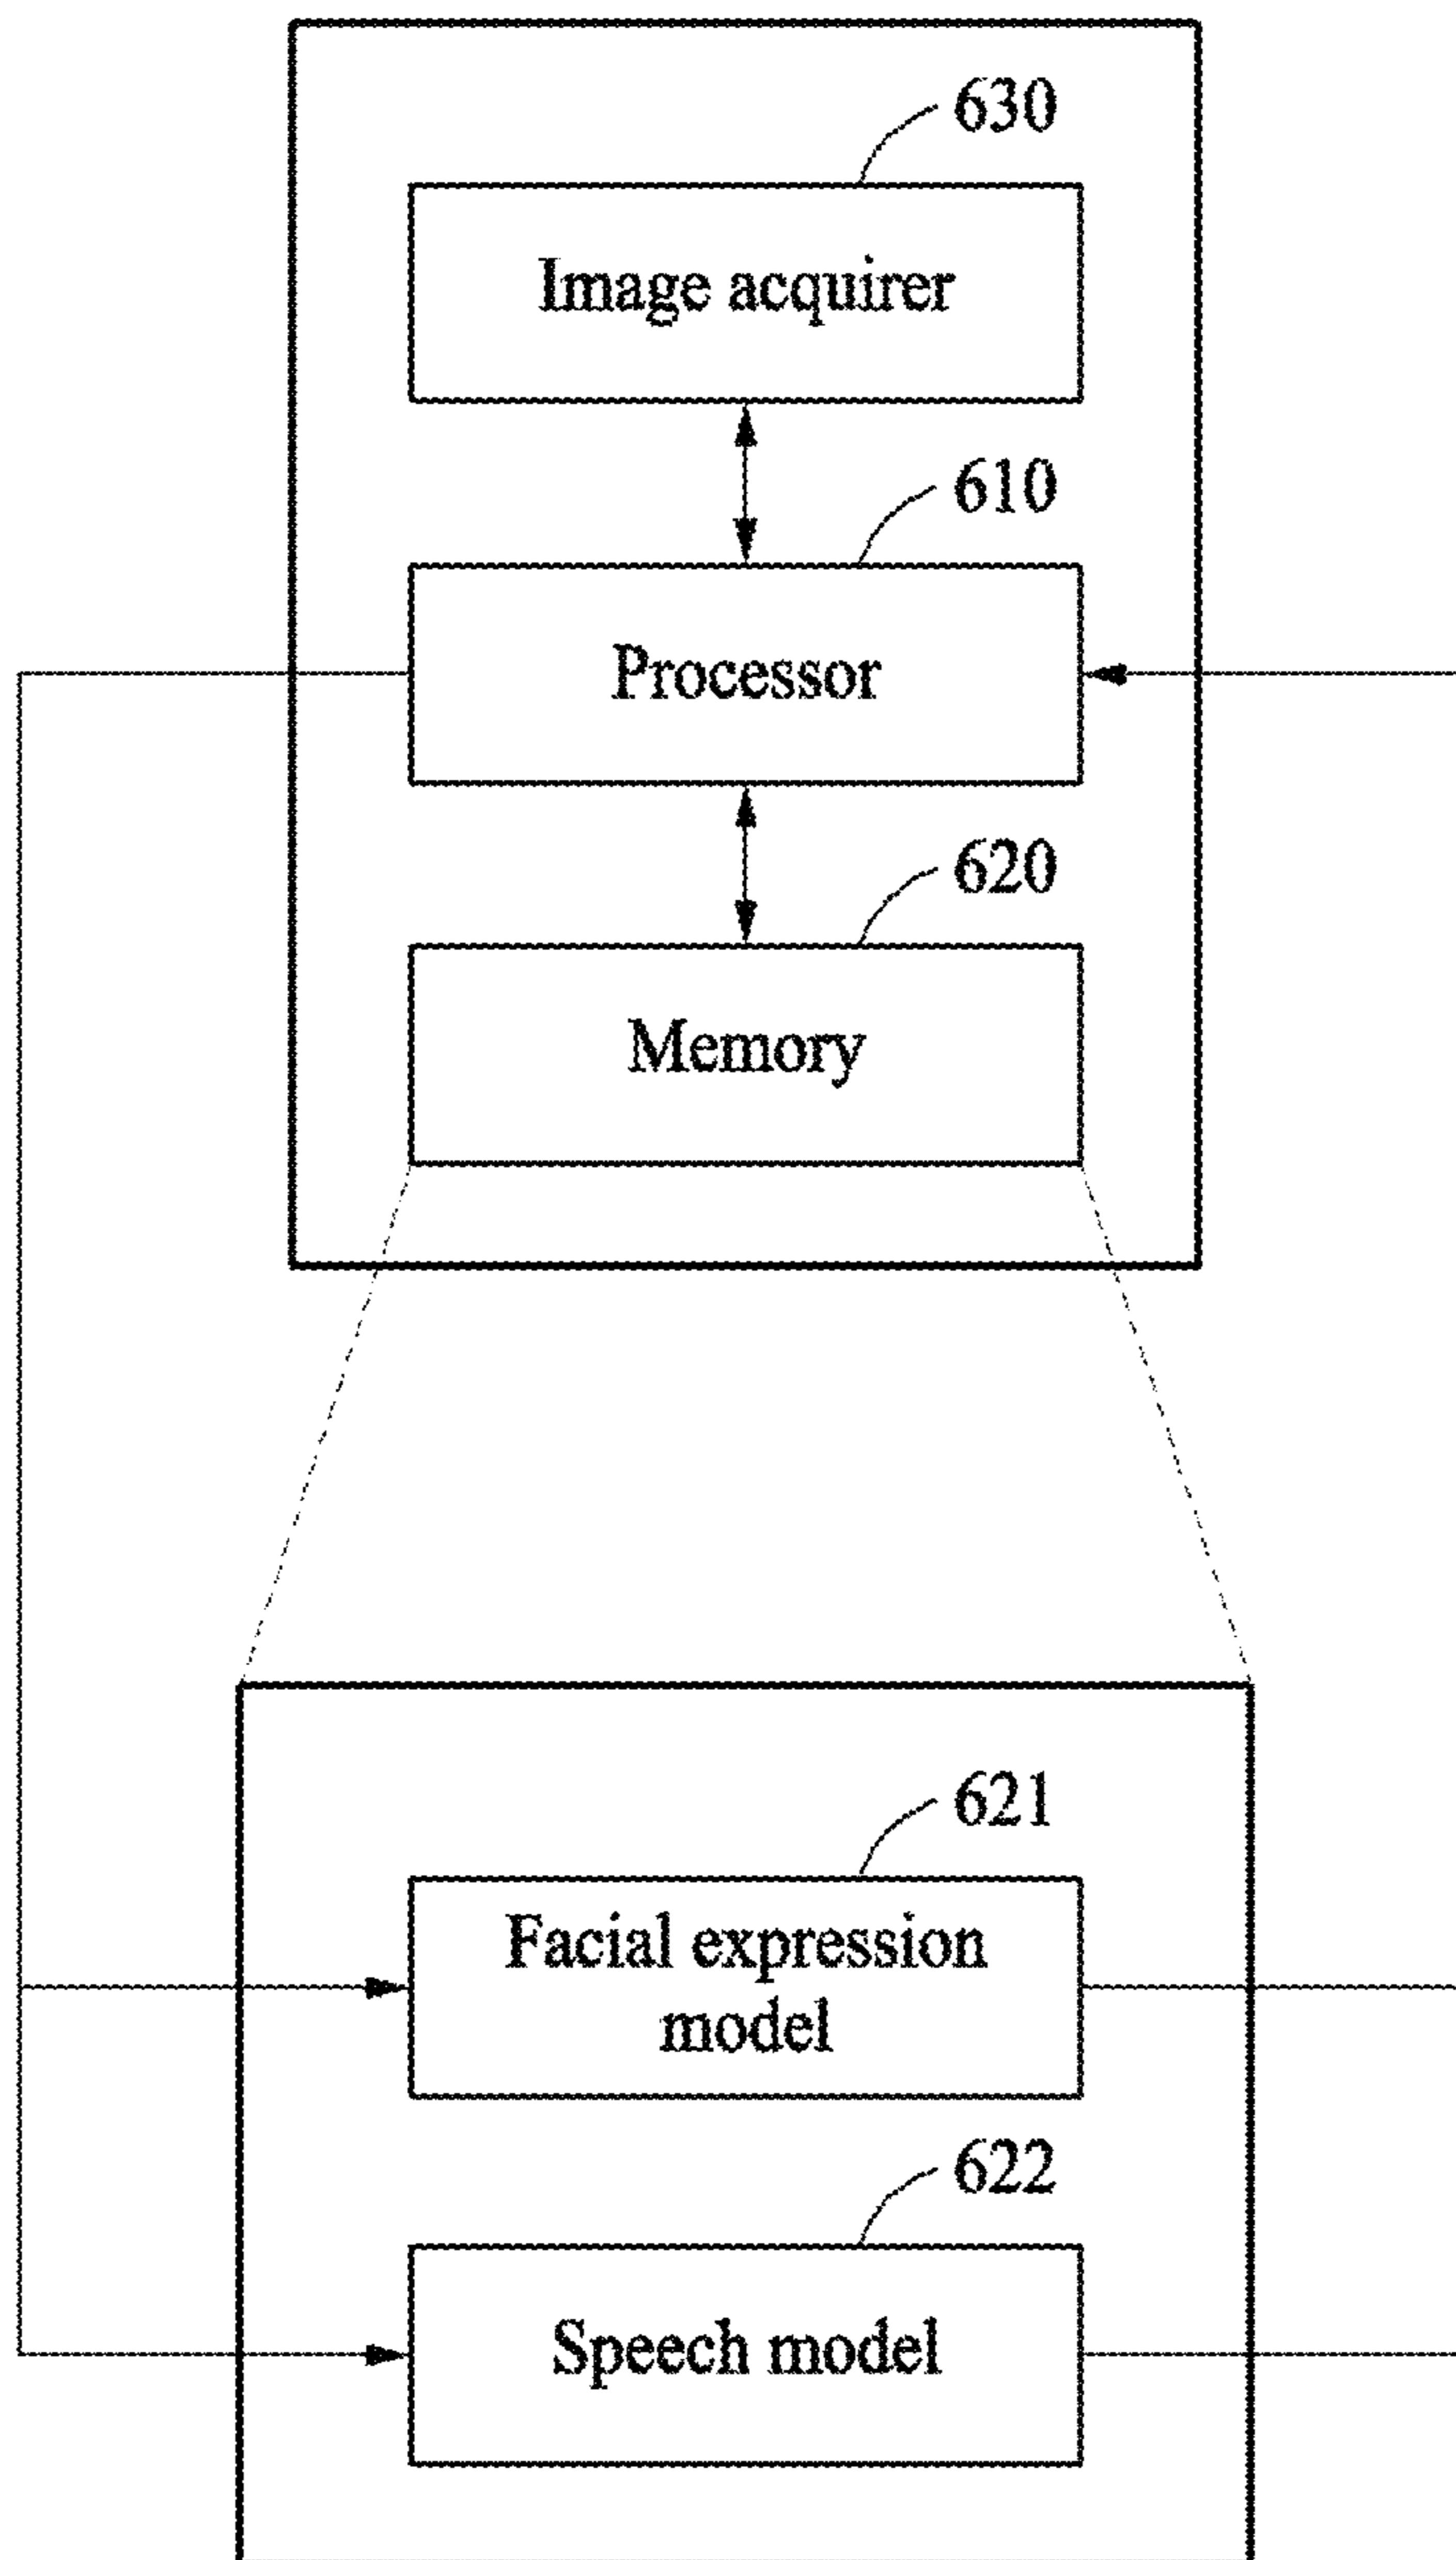 630
Image acquirer
610
Processor
620
Memory
621
Facial expression
model
622
Speech model